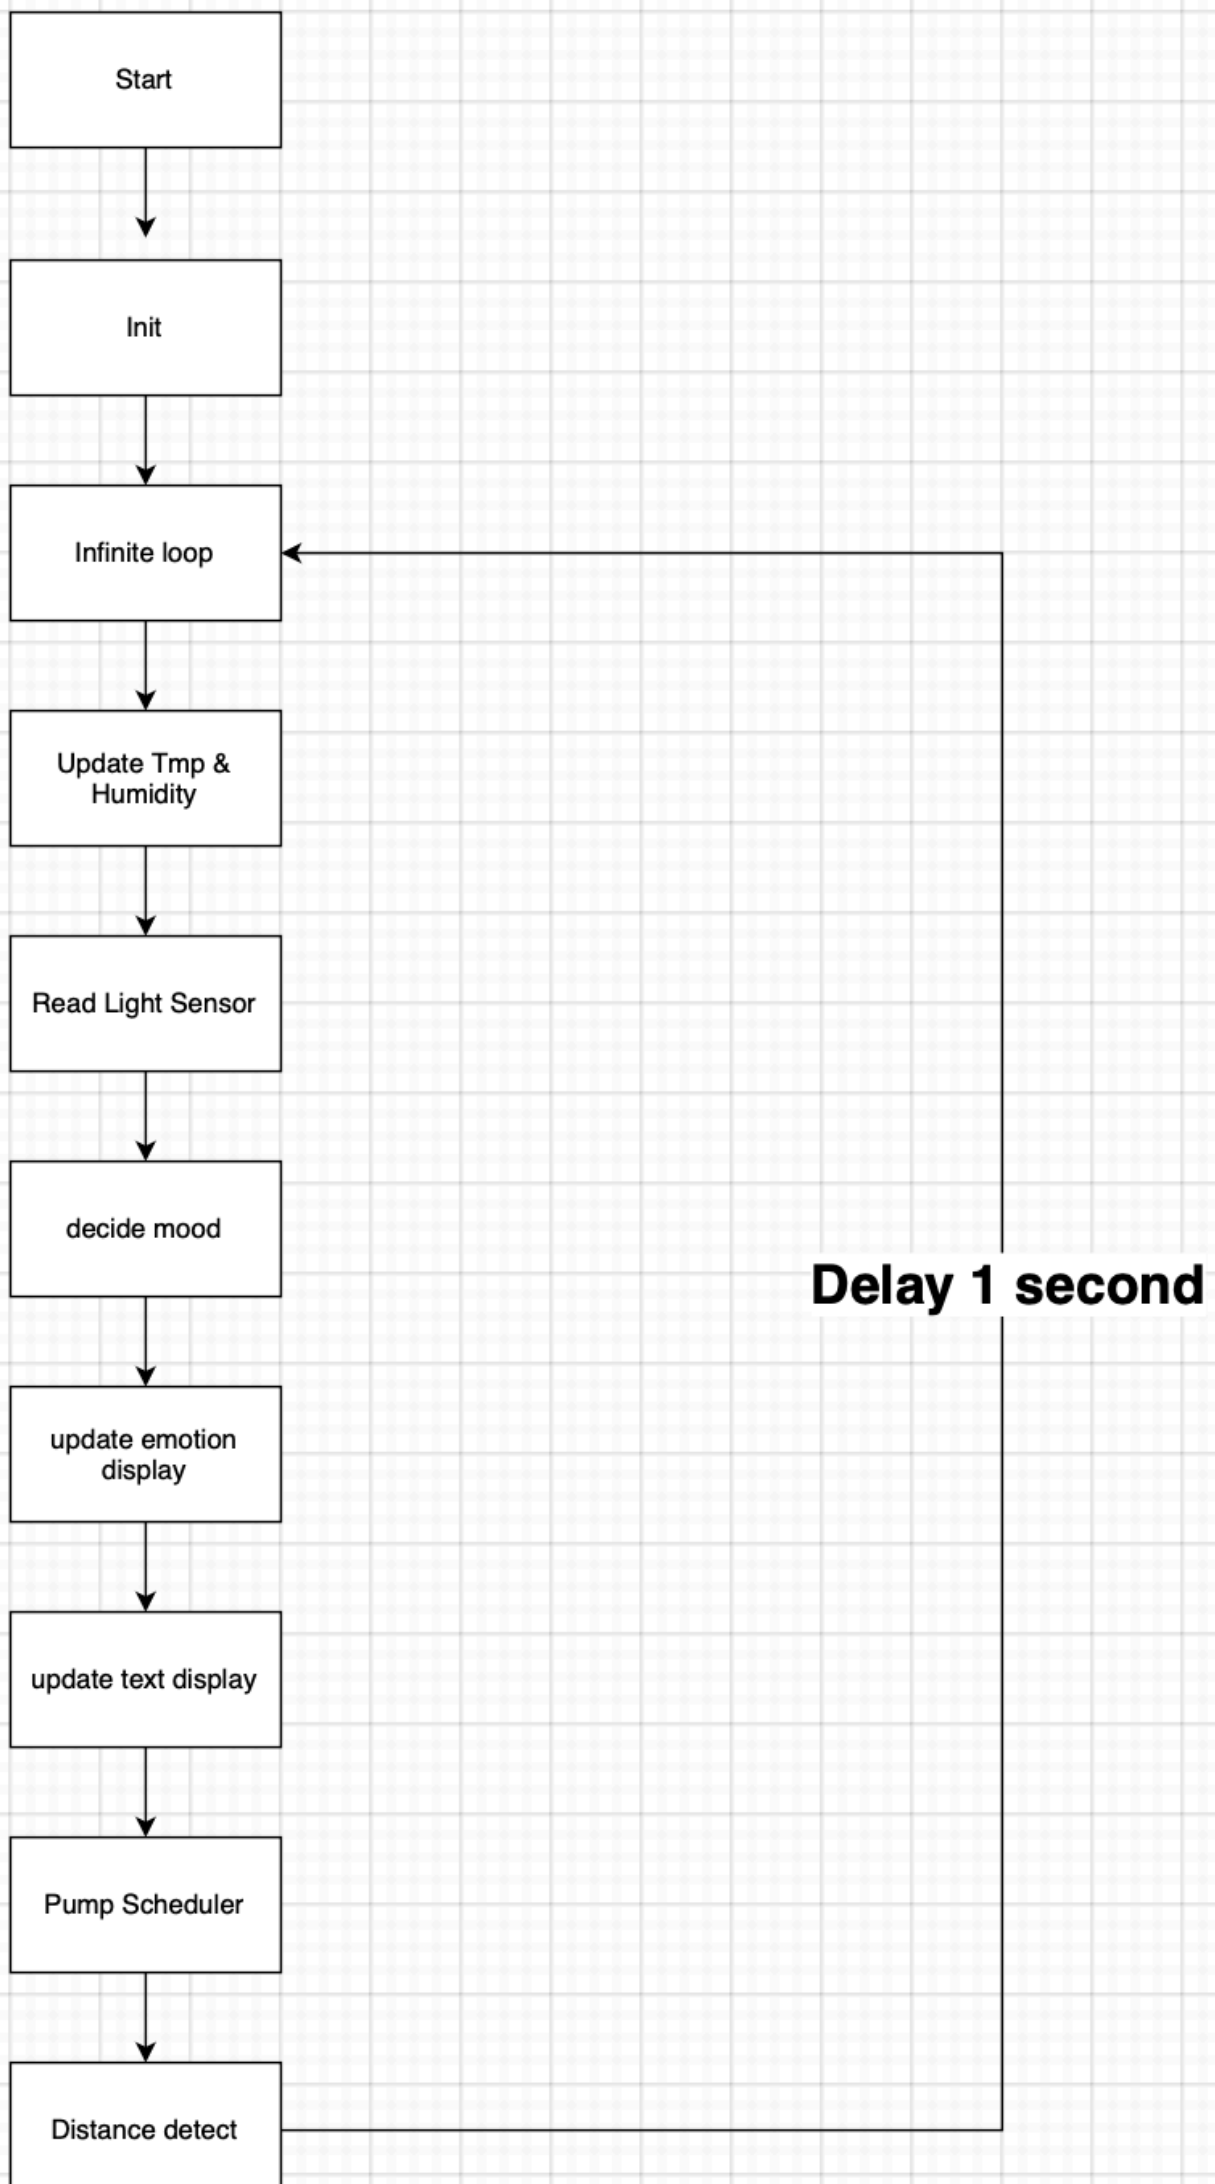 Start
Init
Infinite loop
Update Tmp &
Humidity
Read Light Sensor
decide mood
Delay 1 second
update emotion
display
update text display
Pump Scheduler
Distance detect